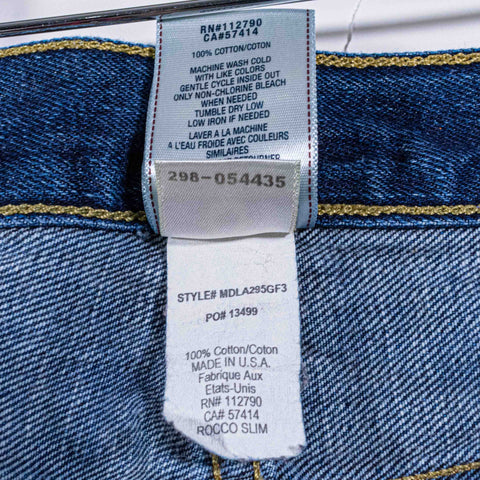 RN#112790
CA#57414
100% COTTON/COTON
MACHINE WASH COLD
WITH LIKE COLORS
GENTLE CYCLE INSIDE OUT
ONLY NON-CHLORINE BLEACH
WHEN NEEDED
TUMBLE DRY LOW
LOW IRON IF NEEDED
LAVER A LA MACHINE
A L'EAU FROIDE AVEC COULEURS
SIMILAIRES
RETOURNER
298-054435
STYLE# MDLA295GF3
PO# 13499
100% Cotton/Coton
MADE IN U.S.A.
Fabrique Aux
Etats-Unis
RN# 112790
CA# 57414
ROCCO SLIM